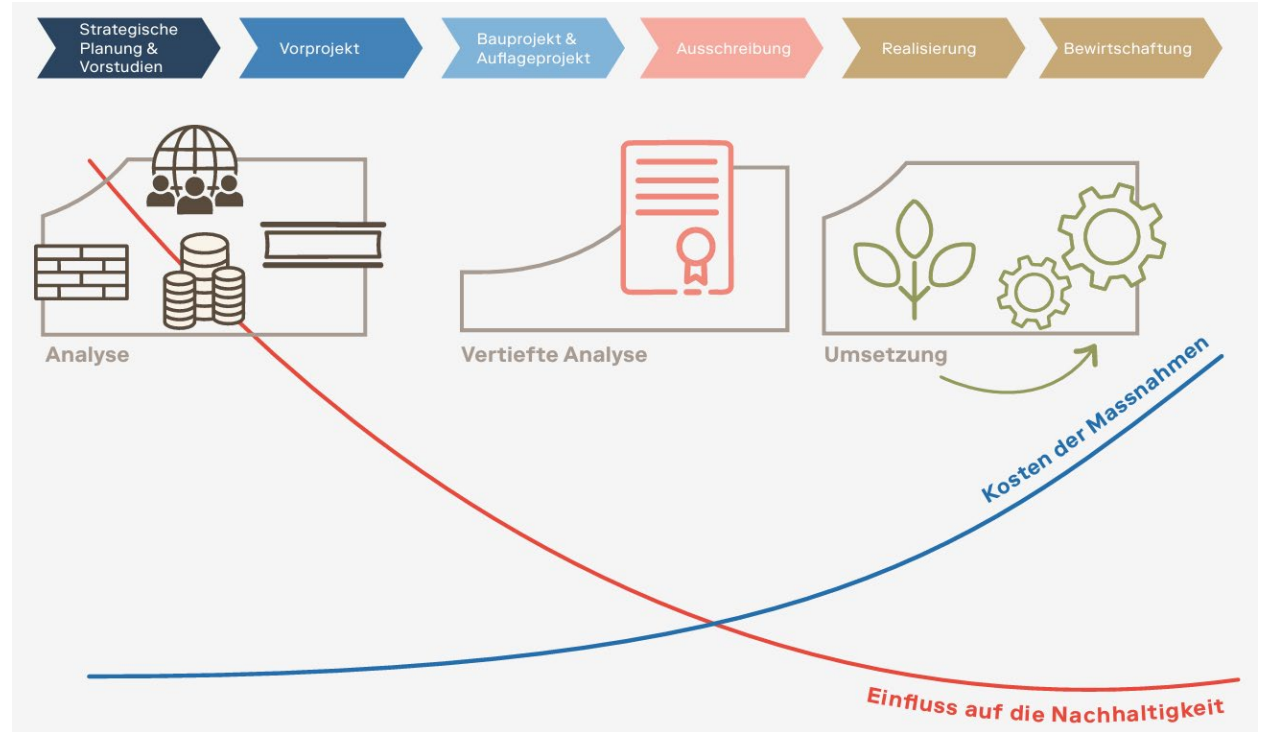 Strategische
Planung &
Vorstudien
Vorprojekt
Bauprojekt &
Auflageprojekt
Ausschreibung
Realisierung
Bewirtschaftung
Analyse
Vertiefte Analyse
Umsetzung
Kosten der Massnahmen
Einfluss auf die Nachhaltigkeit